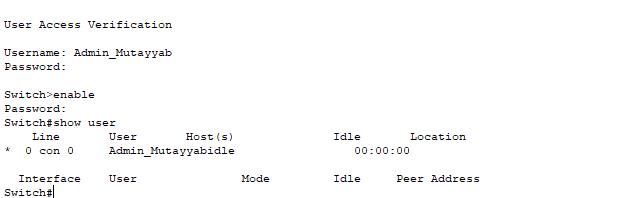 User Access Verification
Username: Admin_Mutayyab
Password:
Switch>enable
Password:
Switch#show user
Line User Host(s) Idle Location
* 0 con 0 Admin_Mutayyabidle 00:00:00
Interface User Mode Idle Peer Address
Switch#